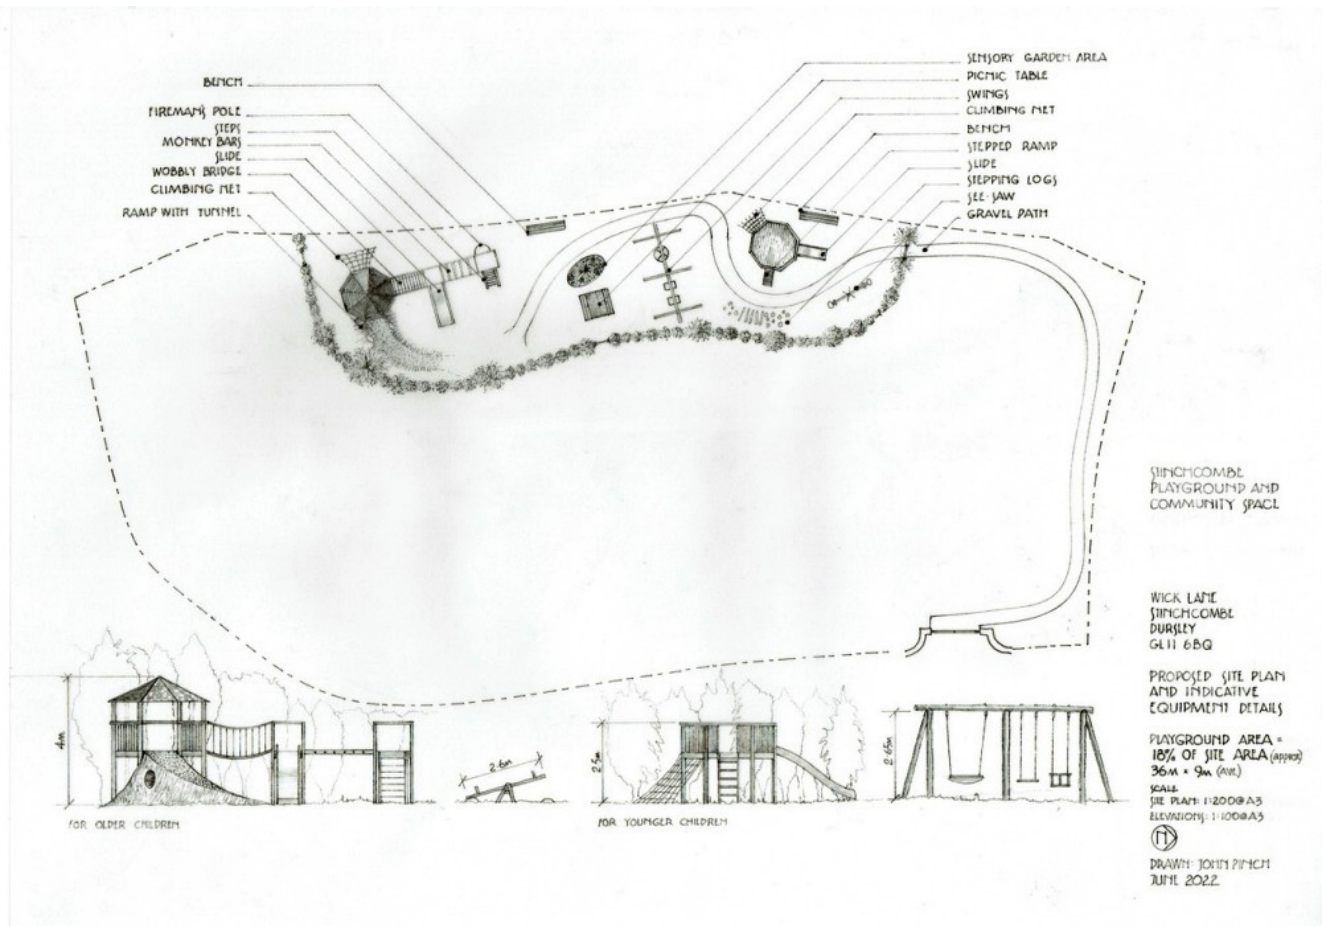 BENCH
FIREMAN'S POLE
STEPS
MONKEY BARS
SLIDE
WOBBLY BRIDGE
CLIMBING NET
RAMP WITH TUNNEL
SENSORY GARDEN AREA
PICNIC TABLE
SWINGS
CLIMBING NET
BENCH
STEPPED RAMP
SLIDE
STEPPING LOGS
SEE-SAW
GRAVEL PATH
STINCHCOMBE
PLAYGROUND AND
COMMUNITY SPACE
WICK LANE
STINCHCOMBE
DURSLEY
GL11 6BQ
PROPOSED SITE PLAN
AND INDICATIVE
EQUIPMENT DETAILS
PLAYGROUND AREA =
18% OF SITE AREA (approx)
36m × 9m (AVE.)
SCALE
SITE PLAN: 1:200@A3
ELEVATIONS: 1:100@A3
N
DRAWN: JOHN PINCH
JUNE 2022
4m
FOR OLDER CHILDREN
2.6m
2.5m
FOR YOUNGER CHILDREN
2.65m